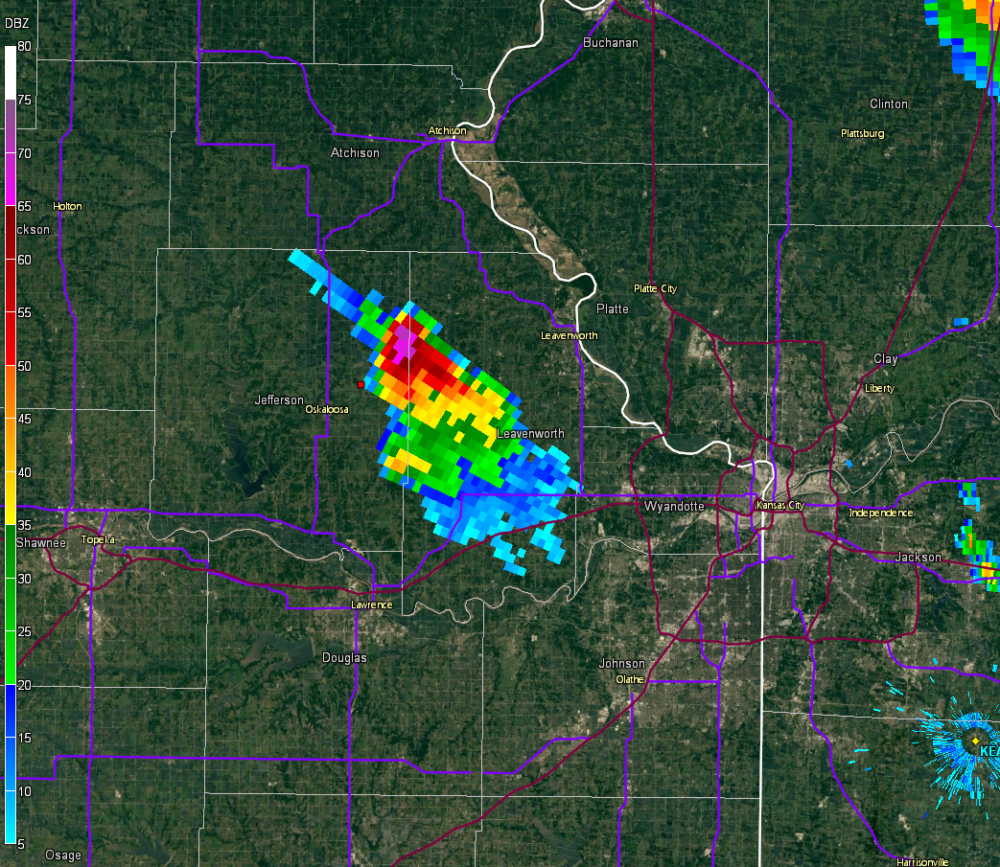 DBZ
80
75
70
65
60
55
50
45
40
35
30
25
20
15
10
5
Buchanan
Clinton
Plattsburg
Atchison
Atchison
Holton
ckson
Platte City
Platte
Leavenworth
Clay
Liberty
Jefferson
Oskaloosa
Leavenworth
Wyandotte
Kansas City
Independence
Shawnee
Topeka
Jackson
Lawrence
Douglas
Johnson
Olathe
KEA
Osage
Harrisonville